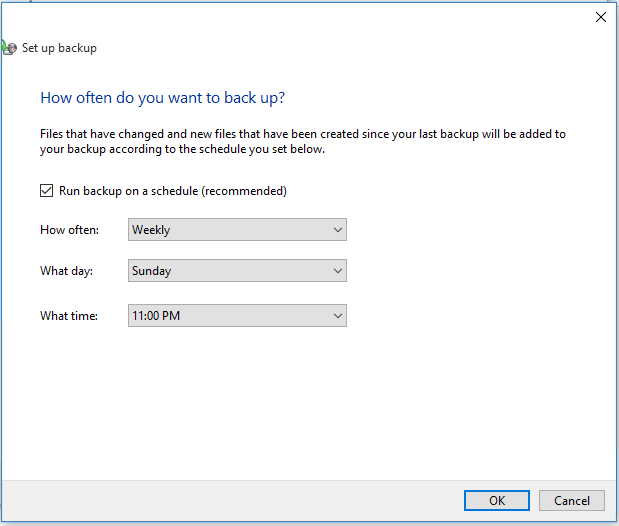 Set up backup
How often do you want to back up?
Files that have changed and new files that have been created since your last backup will be added to
your backup according to the schedule you set below.
Run backup on a schedule (recommended)
How often: Weekly
What day: Sunday
What time: 11:00 PM
OK Cancel